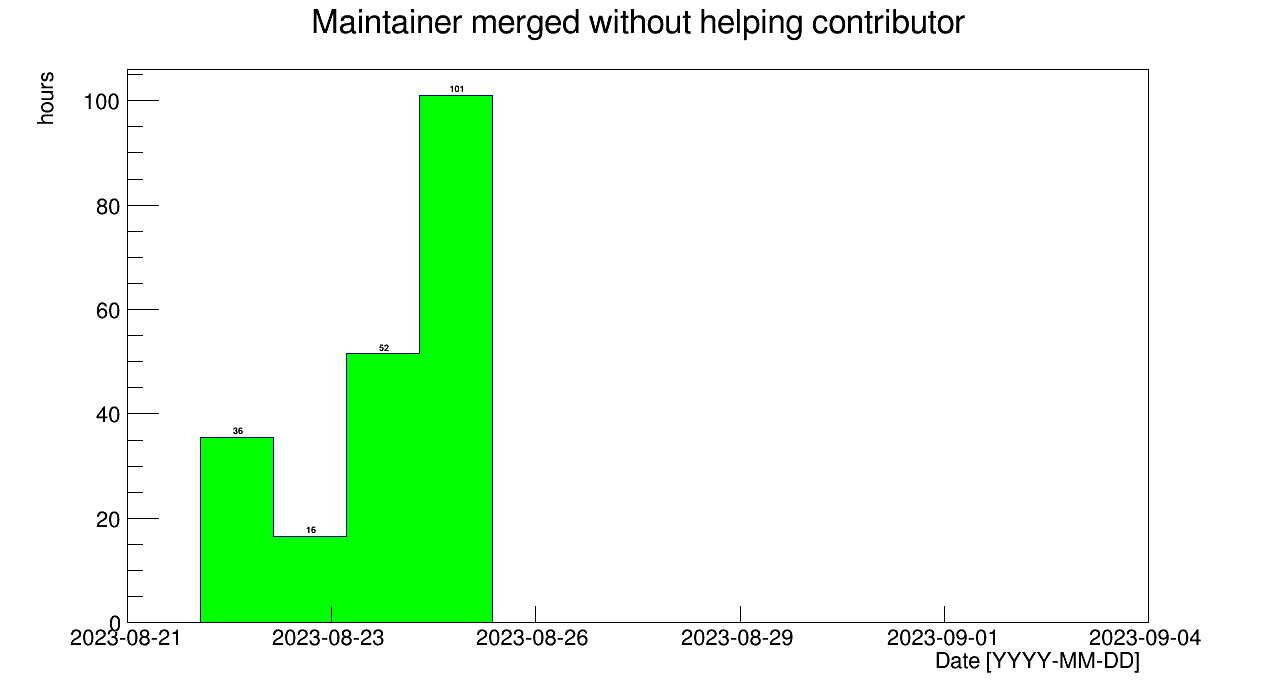 Maintainer merged without helping contributor
hours
100
80
60
40
20
0
101
52
36
16
2023-08-21 2023-08-23 2023-08-26 2023-08-29 2023-09-01 2023-09-04
Date [YYYY-MM-DD]